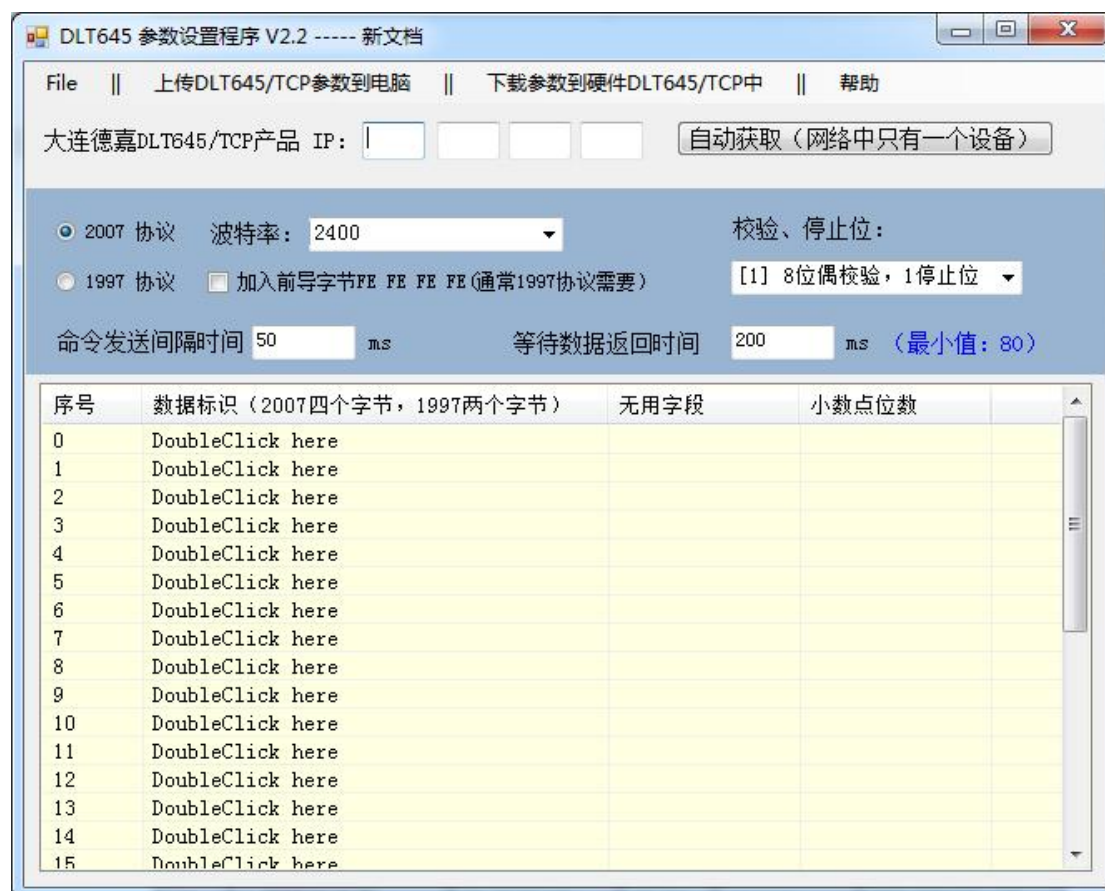 DLT645 参数设置程序 V2.2 ----- 新文档
File || 上传DLT645/TCP参数到电脑 || 下载参数到硬件DLT645/TCP中 || 帮助
大连德嘉DLT645/TCP产品 IP: 自动获取（网络中只有一个设备）
2007 协议 波特率： 2400 校验、停止位：
1997 协议 加入前导字节FE FE FE FE(通常1997协议需要） [1] 8位偶校验，1停止位
命令发送间隔时间 50 ms 等待数据返回时间 200 ms （最小值：80）
序号 数据标识（2007四个字节，1997两个字节） 无用字段 小数点位数
0 DoubleClick here
1 DoubleClick here
2 DoubleClick here
3 DoubleClick here
4 DoubleClick here
5 DoubleClick here
6 DoubleClick here
7 DoubleClick here
8 DoubleClick here
9 DoubleClick here
10 DoubleClick here
11 DoubleClick here
12 DoubleClick here
13 DoubleClick here
14 DoubleClick here
15 DoubleClick here